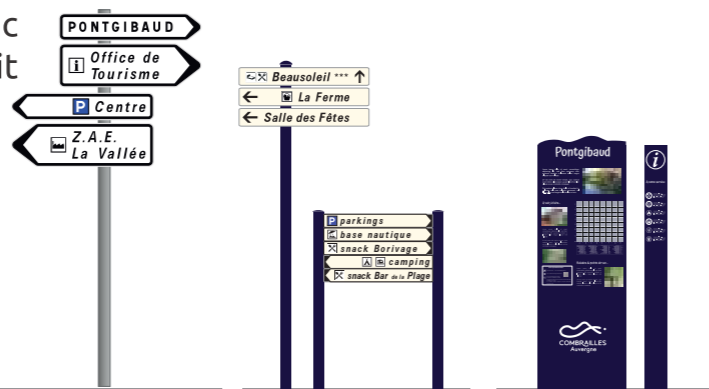 c
it
PONTGIBAUD
i Office de
Tourisme
P Centre
Z.A.E.
La Vallée
Beausoleil ***
La Ferme
Salle des Fêtes
P parkings
base nautique
snack Borivage
camping
snack Bar de la Plage
Pontgibaud
COMBRAILLES
Auvergne
i